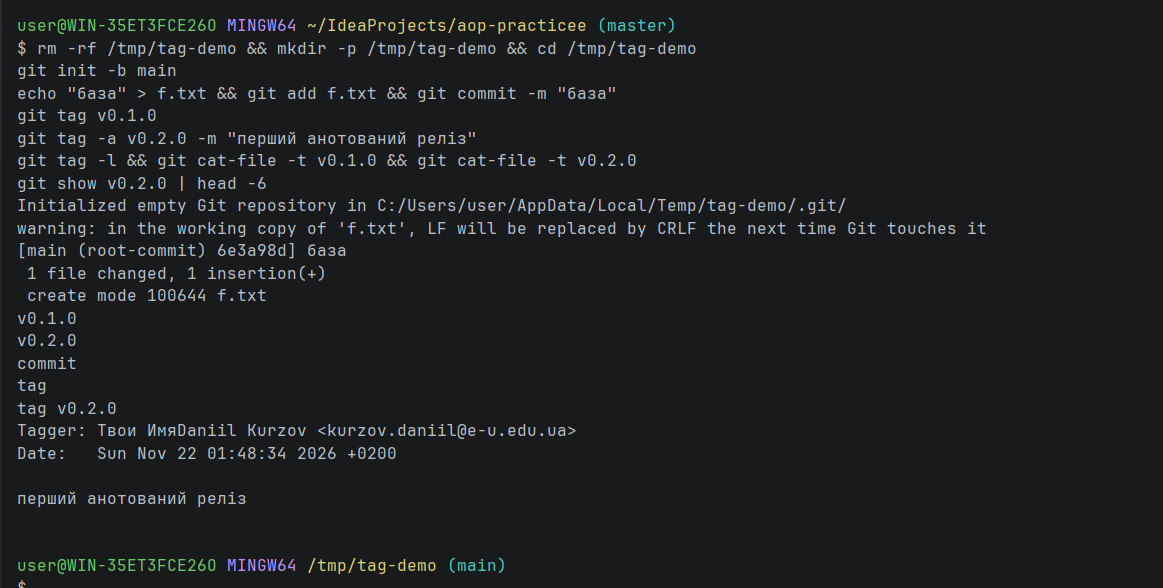 user@WIN-35ET3FCE26O MINGW64 ~/IdeaProjects/aop-practicee (master)
$ rm -rf /tmp/tag-demo && mkdir -p /tmp/tag-demo && cd /tmp/tag-demo
git init -b main
echo "база" > f.txt && git add f.txt && git commit -m "база"
git tag v0.1.0
git tag -a v0.2.0 -m "перший анотований реліз"
git tag -l && git cat-file -t v0.1.0 && git cat-file -t v0.2.0
git show v0.2.0 | head -6
Initialized empty Git repository in C:/Users/user/AppData/Local/Temp/tag-demo/.git/
warning: in the working copy of 'f.txt', LF will be replaced by CRLF the next time Git touches it
[main (root-commit) 6e3a98d] база
 1 file changed, 1 insertion(+)
 create mode 100644 f.txt
v0.1.0
v0.2.0
commit
tag
tag v0.2.0
Tagger: Твои ИмяDaniil Kurzov <kurzov.daniil@e-u.edu.ua>
Date:   Sun Nov 22 01:48:34 2026 +0200

перший анотований реліз

user@WIN-35ET3FCE26O MINGW64 /tmp/tag-demo (main)
$